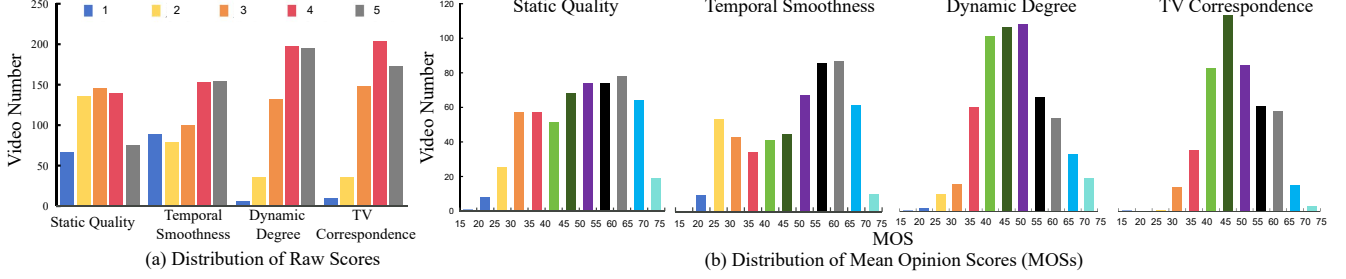 250
200
150
100
50
0
Video Number
1 2 3 4 5
Static Quality
Temporal Smoothness
Dynamic Degree
TV Correspondence
(a) Distribution of Raw Scores
120
100
80
60
40
20
0
Video Number
Static Quality
Temporal Smoothness
Dynamic Degree
TV Correspondence
15 20 25 30 35 40 45 50 55 60 65 70 75
15 20 25 30 35 40 45 50 55 60 65 70 75
15 20 25 30 35 40 45 50 55 60 65 70 75
15 20 25 30 35 40 45 50 55 60 65 70 75
MOS
(b) Distribution of Mean Opinion Scores (MOSs)